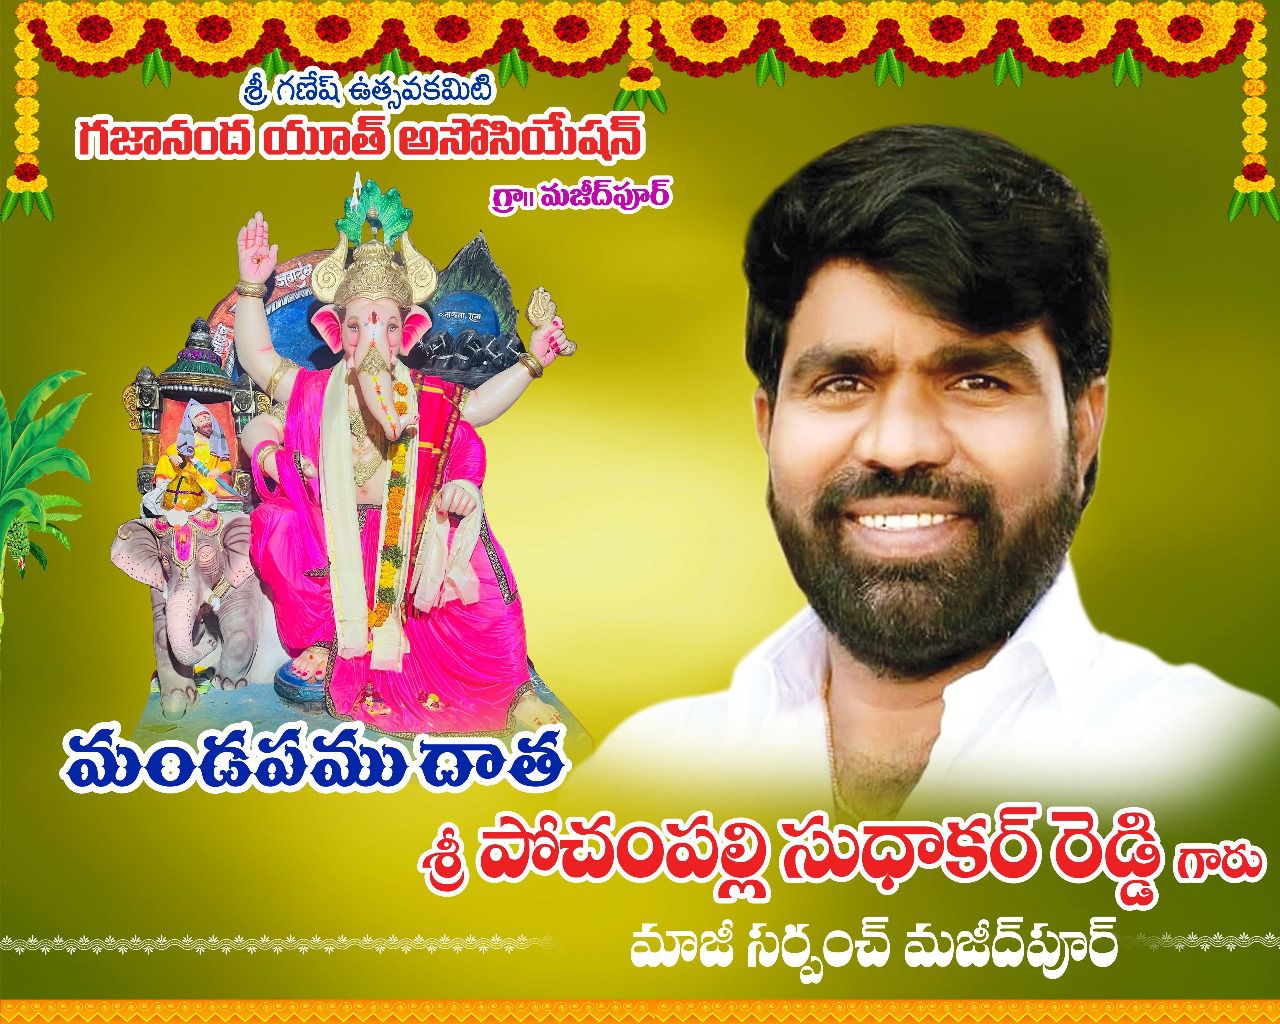 శ్రీ గణేష్ ఉత్సవకమిటి
గజానంద యూత్ అసోసియేషన్
గ్రా॥ మజీద్‌పూర్
మండపము దాత
శ్రీ పోచంపల్లి సుధాకర్ రెడ్డి గారు
మాజీ సర్పంచ్ మజీద్‌పూర్